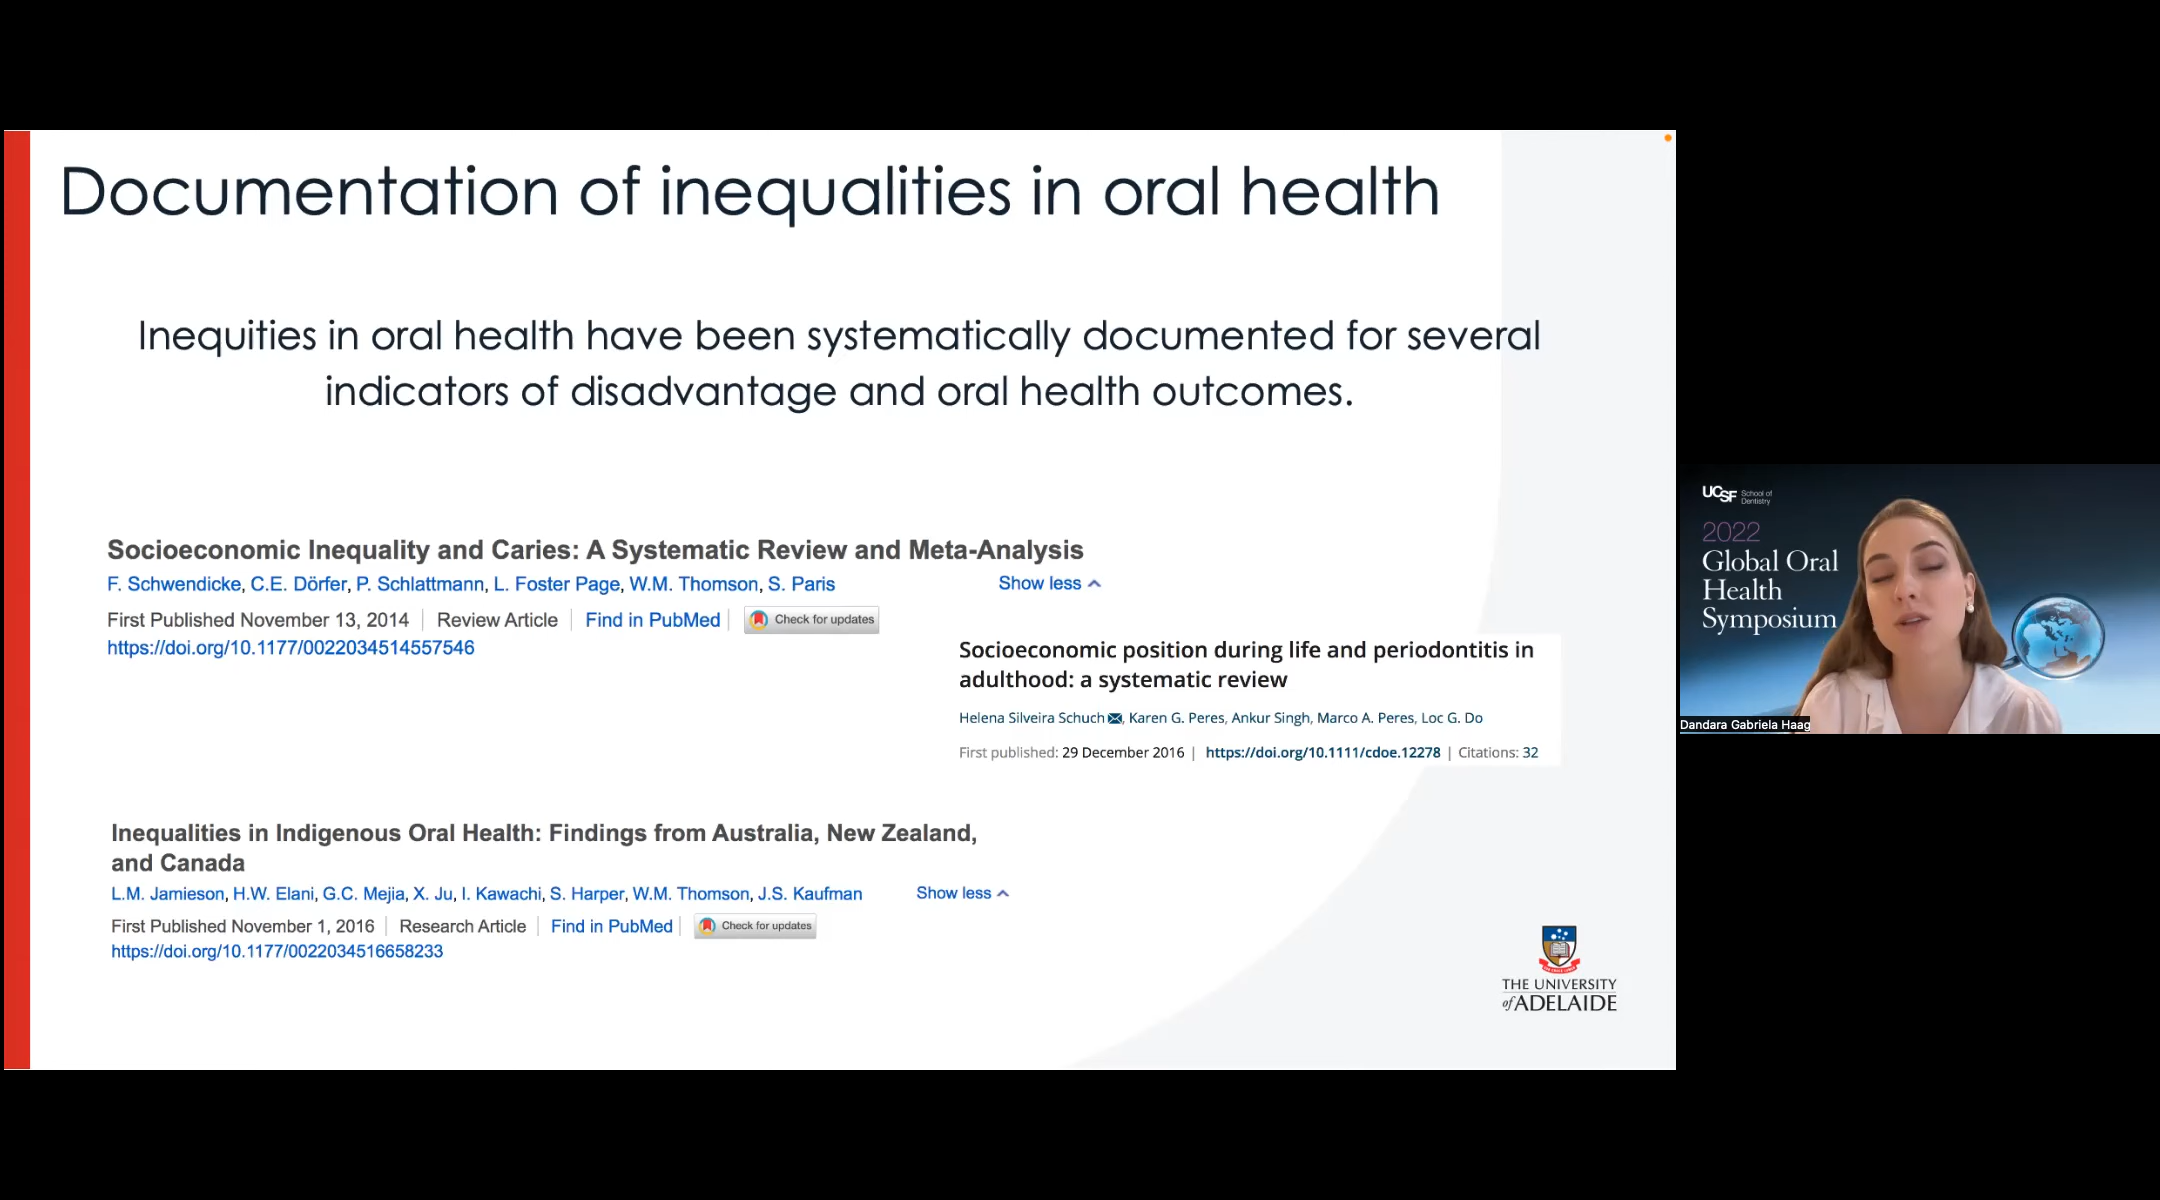 Documentation of inequalities in oral health
Inequities in oral health have been systematically documented for several
indicators of disadvantage and oral health outcomes.
Socioeconomic Inequality and Caries: A Systematic Review and Meta-Analysis
F. Schwendicke, C.E. Dörfer, P. Schlattmann, L. Foster Page, W.M. Thomson, S. Paris
Show less
First Published November 13, 2014 | Review Article | Find in PubMed | Check for updates
https://doi.org/10.1177/0022034514557546
Socioeconomic position during life and periodontitis in
adulthood: a systematic review
Helena Silveira Schuch, Karen G. Peres, Ankur Singh, Marco A. Peres, Loc G. Do
First published: 29 December 2016 | https://doi.org/10.1111/cdoe.12278 | Citations: 32
Inequalities in Indigenous Oral Health: Findings from Australia, New Zealand,
and Canada
L.M. Jamieson, H.W. Elani, G.C. Mejia, X. Ju, I. Kawachi, S. Harper, W.M. Thomson, J.S. Kaufman
Show less
First Published November 1, 2016 | Research Article | Find in PubMed | Check for updates
https://doi.org/10.1177/0022034516658233
THE UNIVERSITY
of ADELAIDE
UCSF School of
Dentistry
2022
Global Oral
Health
Symposium
Dandara Gabriela Haag